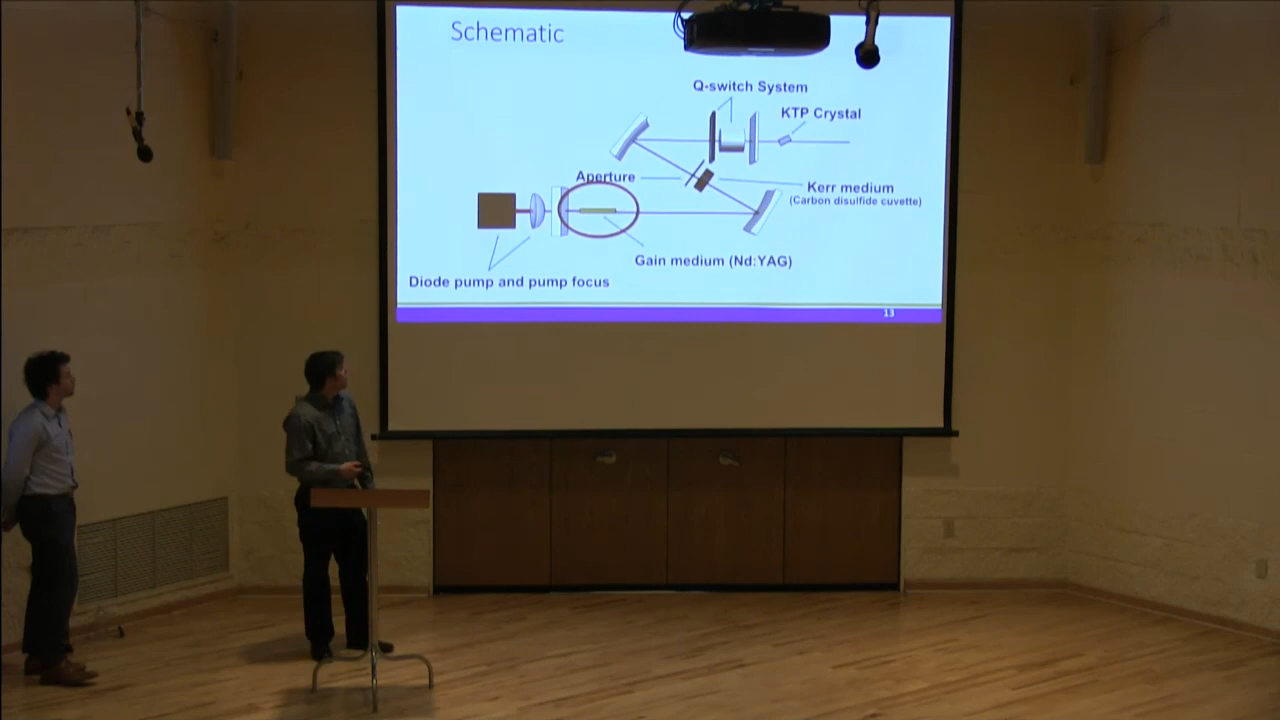 Schematic
Q-switch System
KTP Crystal
Aperture
Kerr medium
(Carbon disulfide cuvette)
Gain medium (Nd:YAG)
Diode pump and pump focus
13